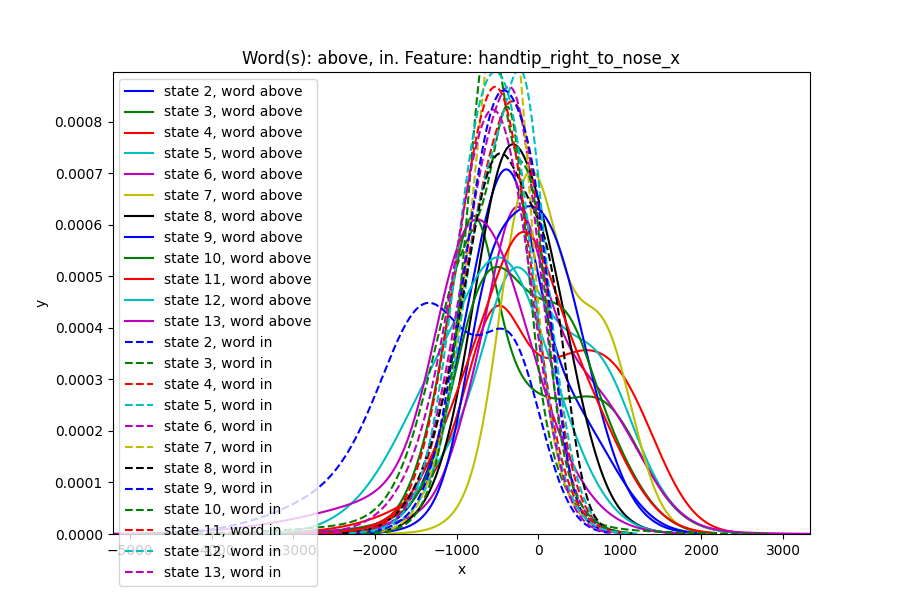 Word(s): above, in. Feature: handtip_right_to_nose_x
y
0.0008
0.0007
0.0006
0.0005
0.0004
0.0003
0.0002
0.0001
0.0000
state 2, word above
state 3, word above
state 4, word above
state 5, word above
state 6, word above
state 7, word above
state 8, word above
state 9, word above
state 10, word above
state 11, word above
state 12, word above
state 13, word above
state 2, word in
state 3, word in
state 4, word in
state 5, word in
state 6, word in
state 7, word in
state 8, word in
state 9, word in
state 10, word in
state 11, word in
state 12, word in
state 13, word in
−5000 −4000 −3000 −2000 −1000 0 1000 2000 3000
x